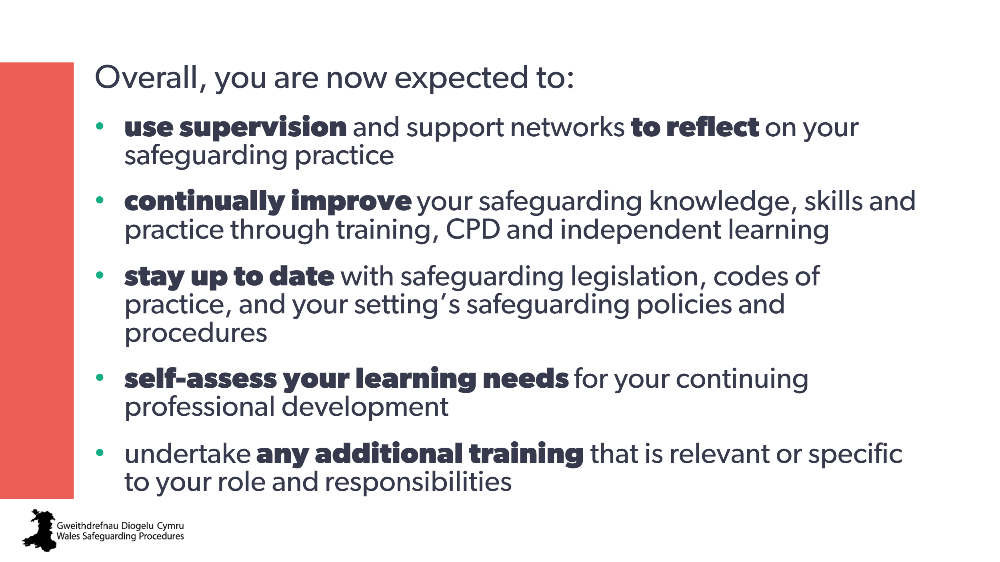 Overall, you are now expected to:
• use supervision and support networks to reflect on your
safeguarding practice
• continually improve your safeguarding knowledge, skills and
practice through training, CPD and independent learning
• stay up to date with safeguarding legislation, codes of
practice, and your setting’s safeguarding policies and
procedures
• self-assess your learning needs for your continuing
professional development
• undertake any additional training that is relevant or specific
to your role and responsibilities
Gweithdrefnau Diogelu Cymru
Wales Safeguarding Procedures